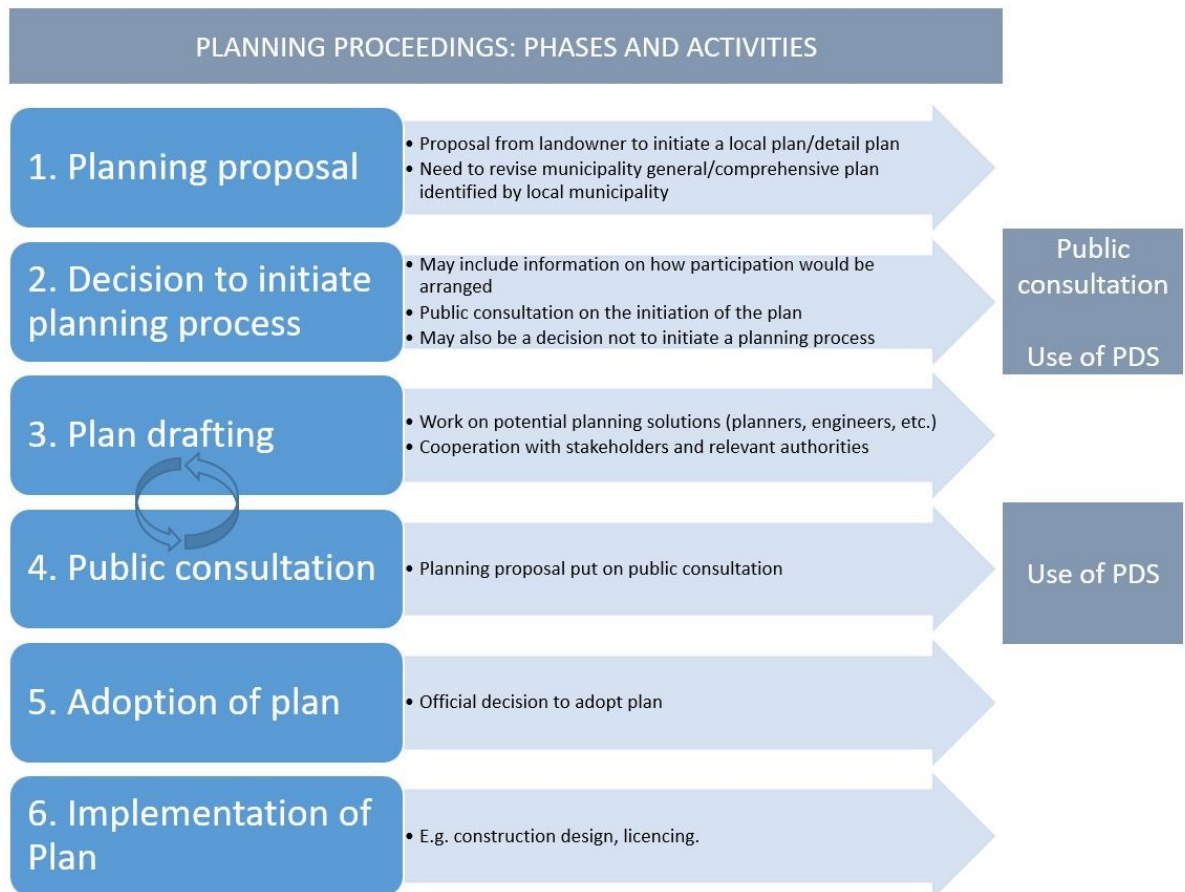 PLANNING PROCEEDINGS: PHASES AND ACTIVITIES
1. Planning proposal
• Proposal from landowner to initiate a local plan/detail plan
• Need to revise municipality general/comprehensive plan
identified by local municipality
2. Decision to initiate
planning process
• May include information on how participation would be
arranged
• Public consultation on the initiation of the plan
• May also be a decision not to initiate a planning process
Public
consultation
Use of PDS
3. Plan drafting
• Work on potential planning solutions (planners, engineers, etc.)
• Cooperation with stakeholders and relevant authorities
4. Public consultation
• Planning proposal put on public consultation
Use of PDS
5. Adoption of plan
• Official decision to adopt plan
6. Implementation of
Plan
• E.g. construction design, licencing.